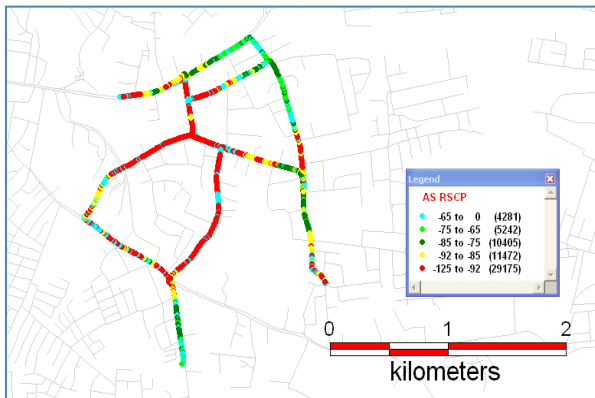 Legend
AS RSCP
-65 to 0 (4281)
-75 to -65 (5242)
-85 to -75 (10405)
-92 to -85 (11472)
-125 to -92 (29175)
0 1 2
kilometers